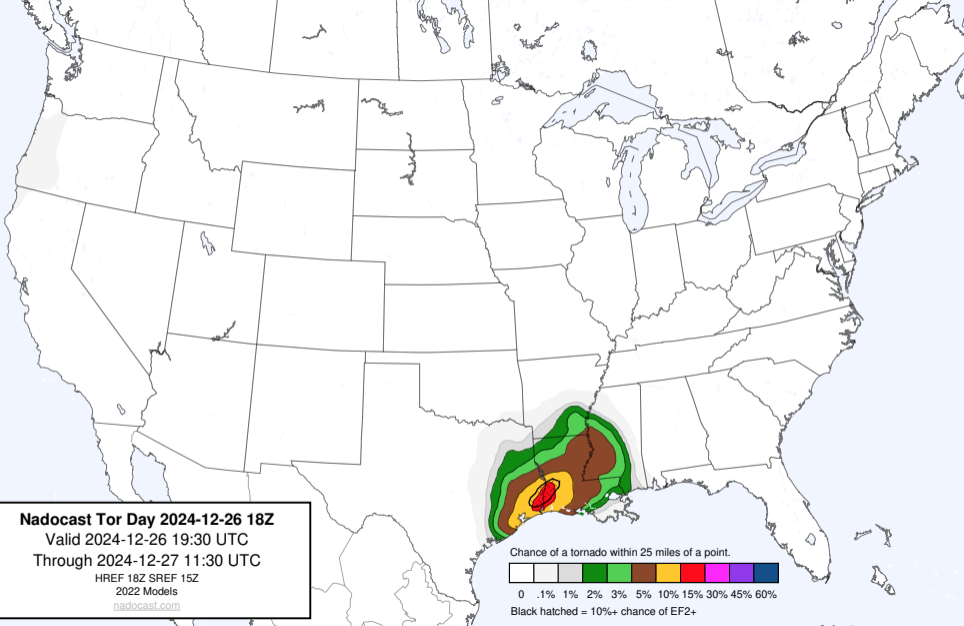 Nadocast Tor Day 2024-12-26 18Z
Valid 2024-12-26 19:30 UTC
Through 2024-12-27 11:30 UTC
HREF 18Z SREF 15Z
2022 Models
nadocast.com
Chance of a tornado within 25 miles of a point.
0 .1% 1% 2% 3% 5% 10% 15% 30% 45% 60%
Black hatched = 10%+ chance of EF2+